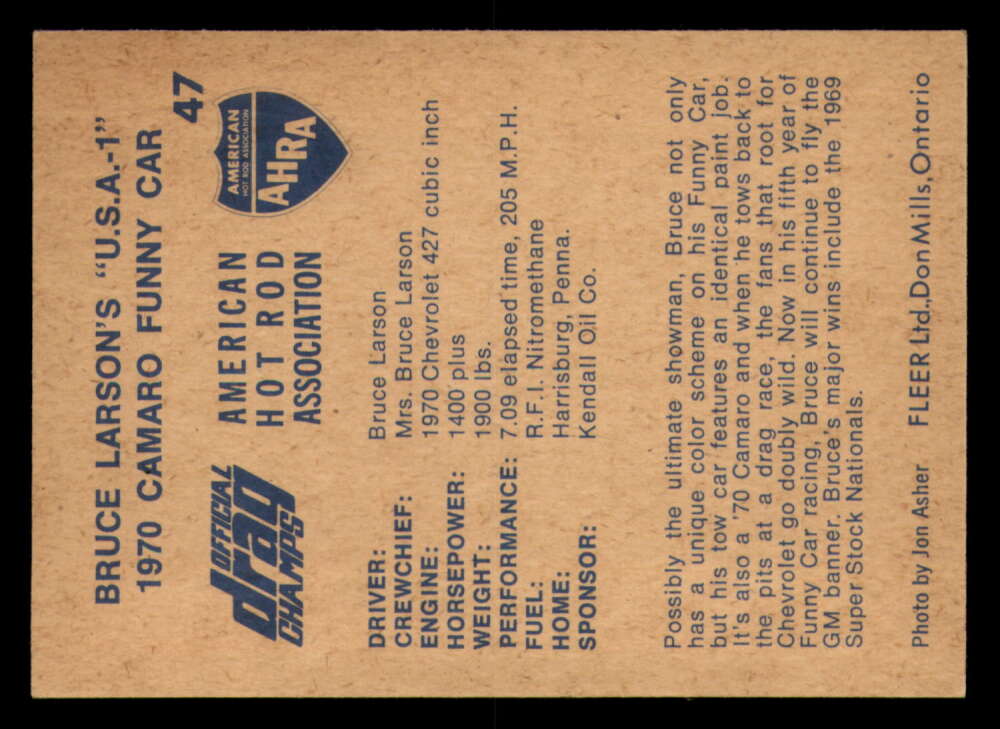 BRUCE LARSON'S "U.S.A.-1"
1970 CAMARO FUNNY CAR
47
OFFICIAL
drag
CHAMPS
AMERICAN
HOT ROD
ASSOCIATION
AMERICAN
HOT ROD ASSOCIATION
AHRA
DRIVER: Bruce Larson
CREWCHIEF: Mrs. Bruce Larson
ENGINE: 1970 Chevrolet 427 cubic inch
HORSEPOWER: 1400 plus
WEIGHT: 1900 lbs.
PERFORMANCE: 7.09 elapsed time, 205 M.P.H.
FUEL: R.F.I. Nitromethane
HOME: Harrisburg, Penna.
SPONSOR: Kendall Oil Co.
Possibly the ultimate showman, Bruce not only
has a unique color scheme on his Funny Car,
but his tow car features an identical paint job.
It's also a '70 Camaro and when he tows back to
the pits at a drag race, the fans that root for
Chevrolet go doubly wild. Now in his fifth year of
Funny Car racing, Bruce will continue to fly the
GM banner. Bruce's major wins include the 1969
Super Stock Nationals.
Photo by Jon Asher FLEER Ltd., Don Mills, Ontario